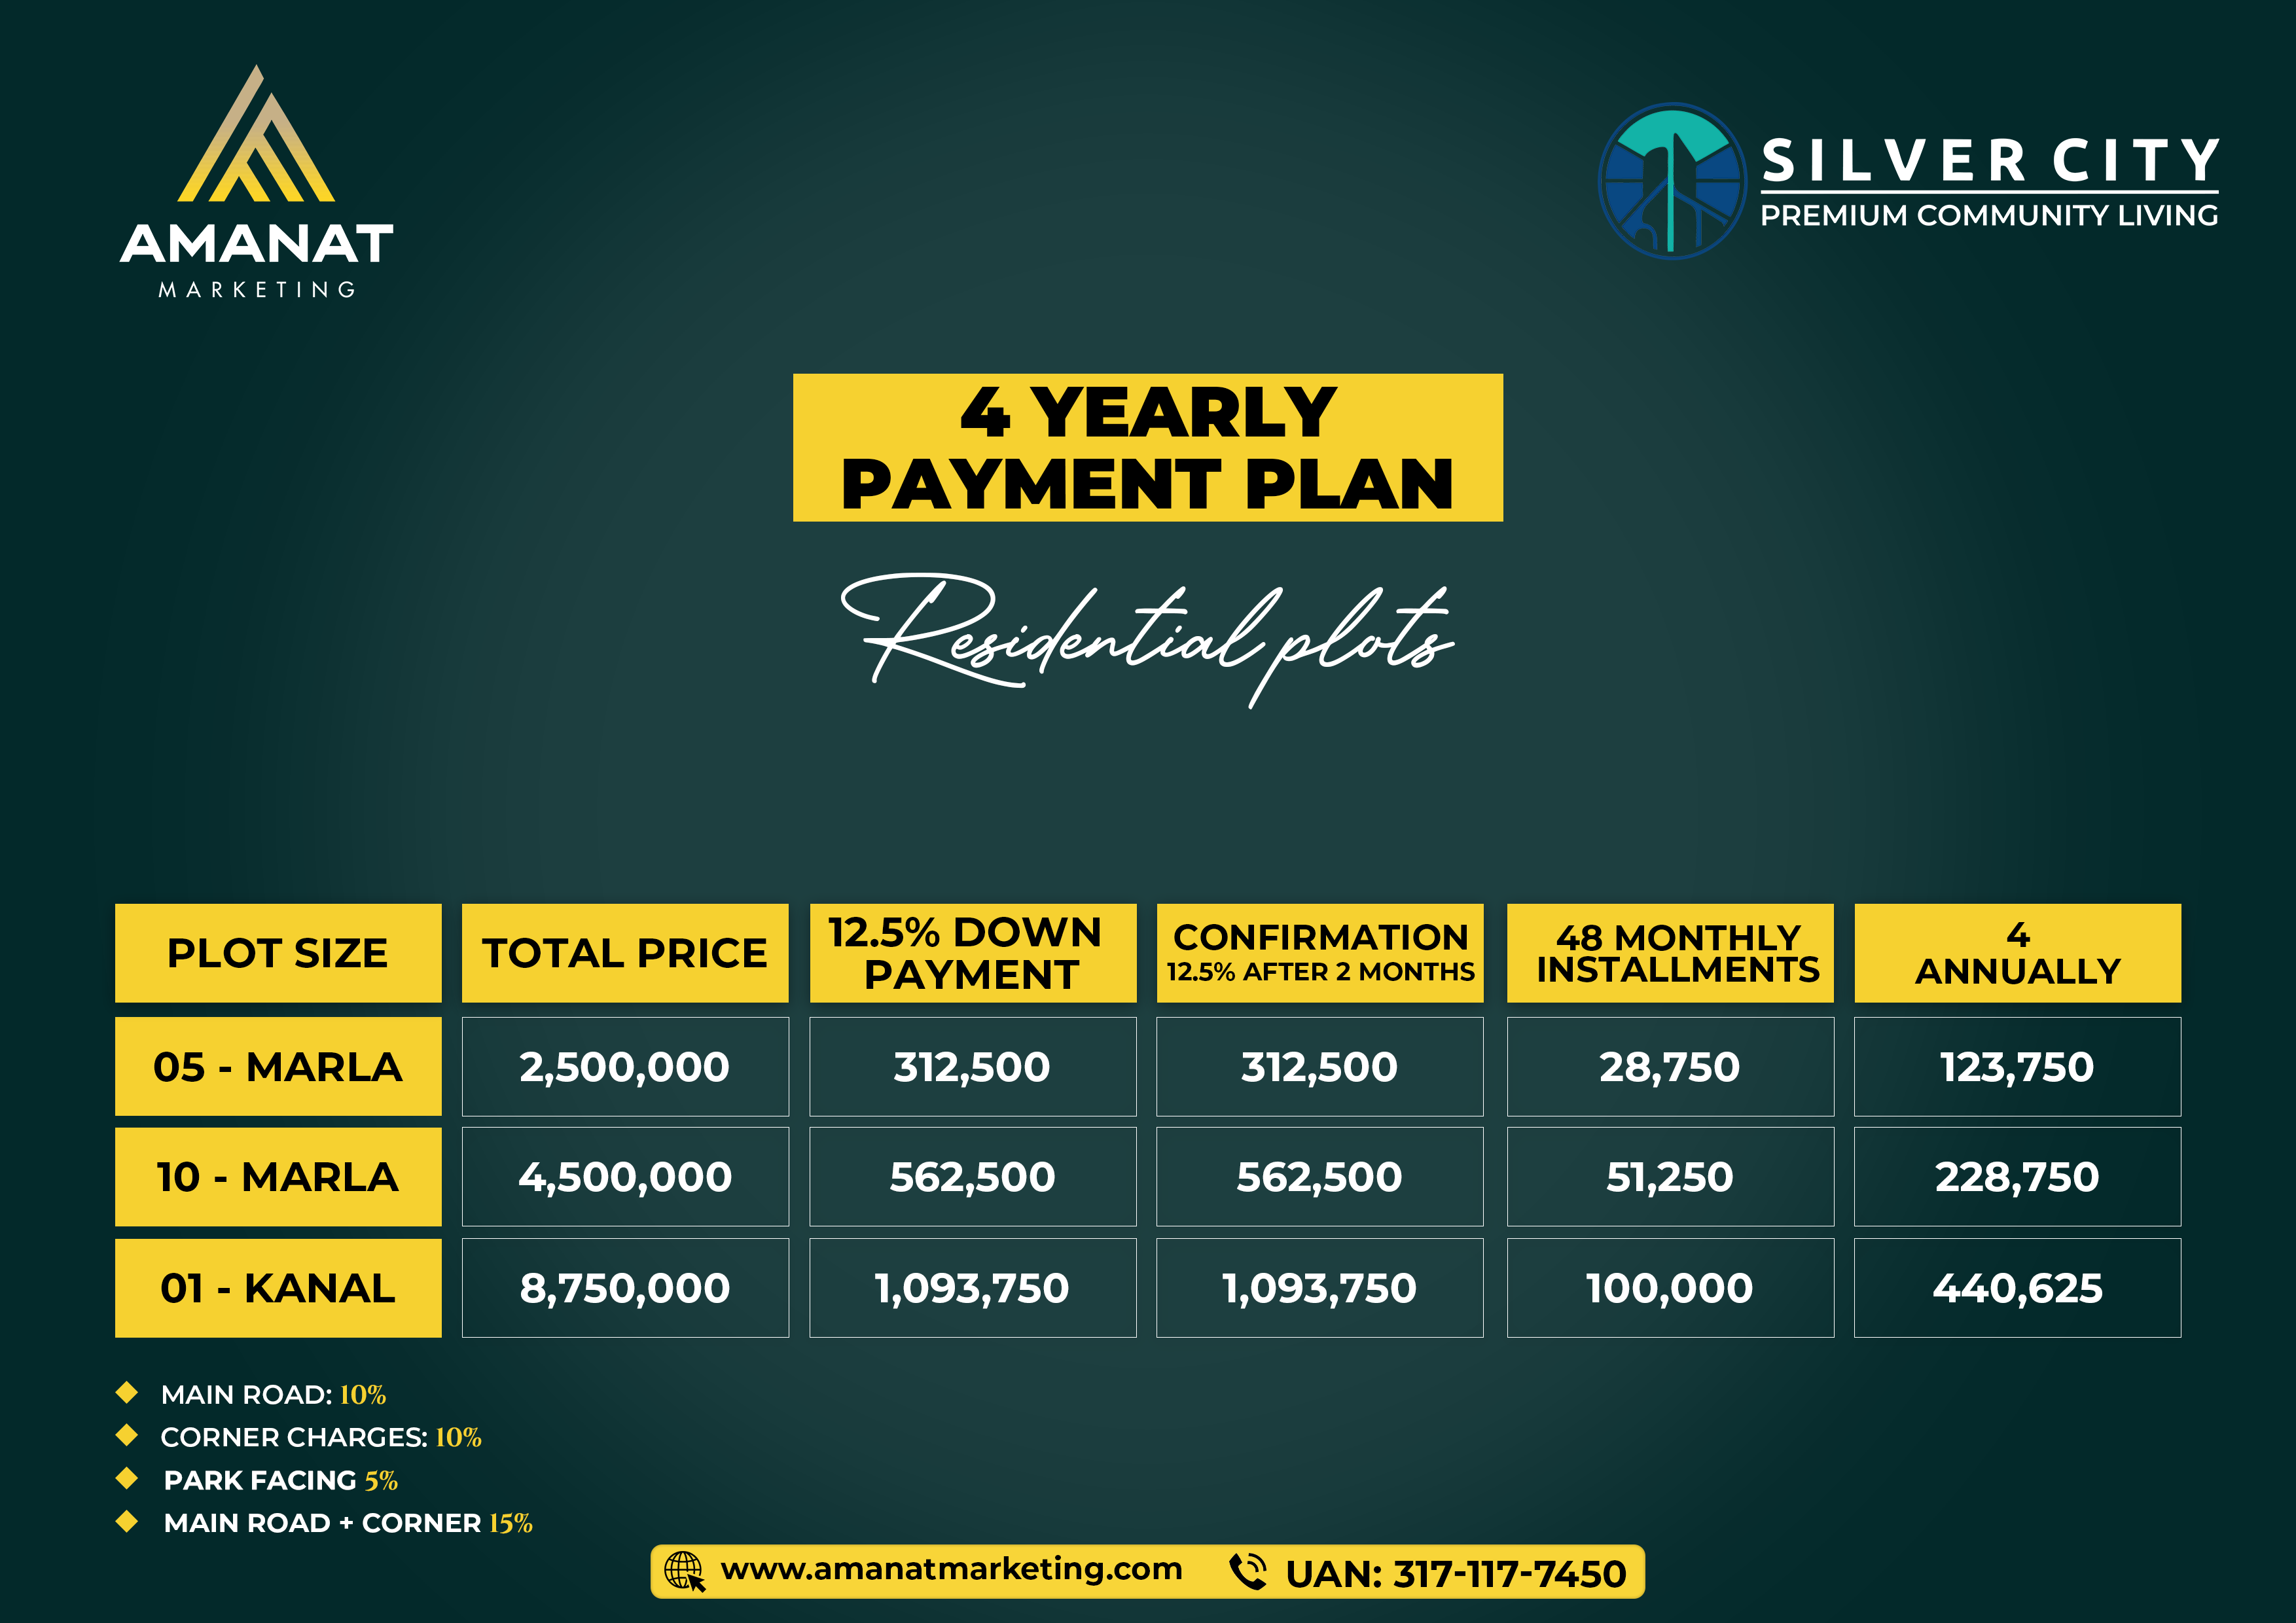 AMANAT
MARKETING
SILVER CITY
PREMIUM COMMUNITY LIVING
4 YEARLY
PAYMENT PLAN
Residential plots
PLOT SIZE
TOTAL PRICE
12.5% DOWN
PAYMENT
CONFIRMATION
12.5% AFTER 2 MONTHS
48 MONTHLY
INSTALLMENTS
4
ANNUALLY
05 - MARLA 2,500,000 312,500 312,500 28,750 123,750
10 - MARLA 4,500,000 562,500 562,500 51,250 228,750
01 - KANAL 8,750,000 1,093,750 1,093,750 100,000 440,625
MAIN ROAD: 10%
CORNER CHARGES: 10%
PARK FACING 5%
MAIN ROAD + CORNER 15%
www.amanatmarketing.com UAN: 317-117-7450